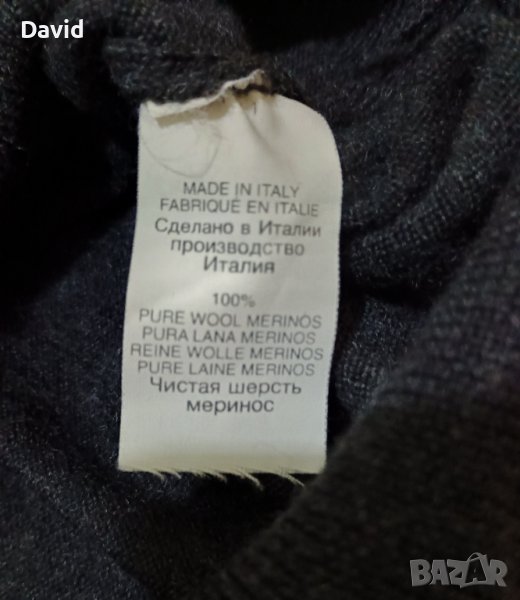 David
MADE IN ITALY
FABRIQUE EN ITALIE
Сделано в Италии
производство
Италия
100%
PURE WOOL MERINOS
PURA LANA MERINOS
REINE WOLLE MERINOS
PURE LAINE MERINOS
Чистая шерсть
меринос
BAZAR